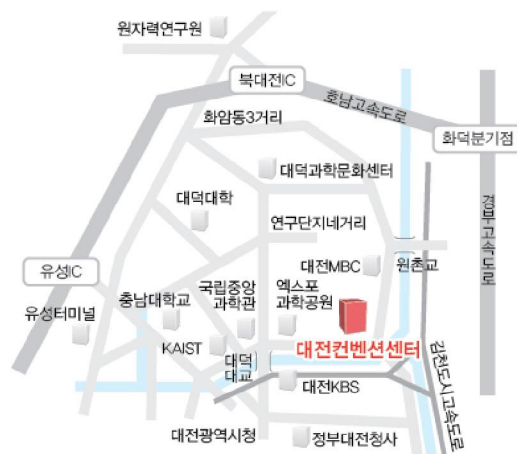 원자력연구원
북대전IC
호남고속도로
화암동3거리
화덕분기점
대덕과학문화센터
대덕대학
경부고속도로
연구단지네거리
대전MBC
원촌교
유성IC
국립중앙
과학관
엑스포
과학공원
충남대학교
유성터미널
KAIST
대전컨벤션센터
대덕
대교
김천도시고속도로
대전KBS
대전광역시청
정부대전청사